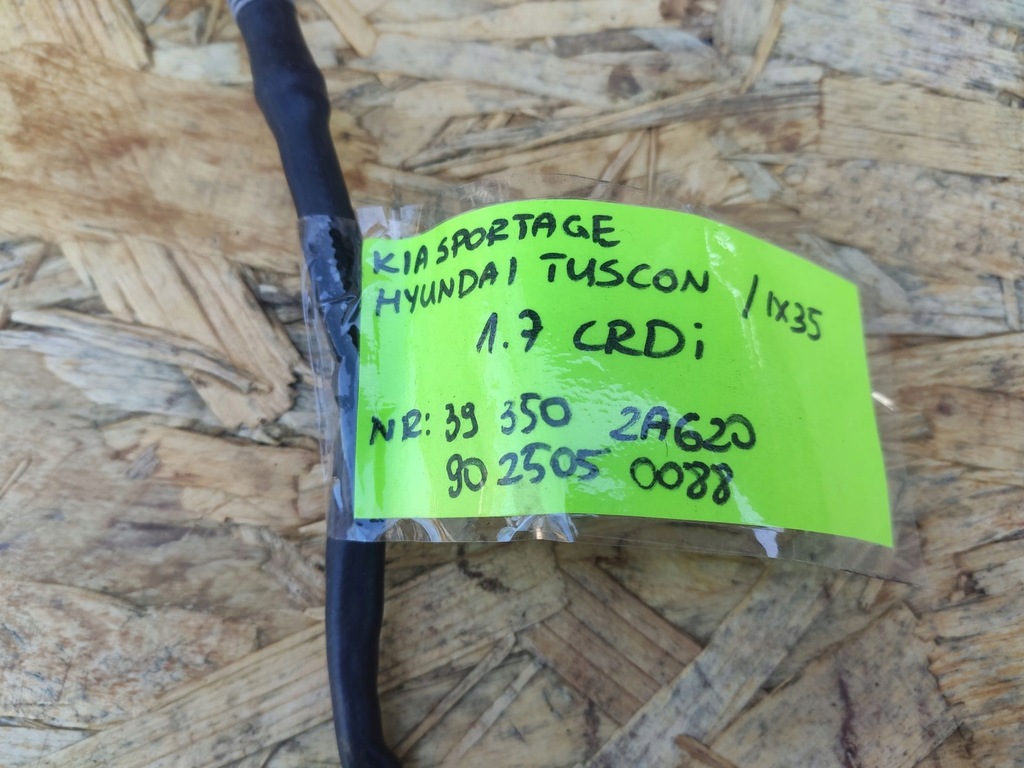 KIA SPORTAGE
HYUNDAI TUSCON / IX35
1.7 CRDi
NR: 39 350 2A620
90 2505 0088